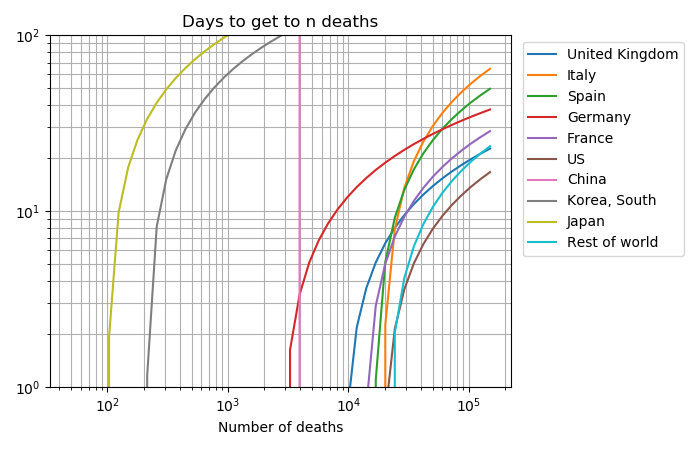 Days to get to n deaths
10²
10¹
10⁰
10²
10³
10⁴
10⁵
Number of deaths
United Kingdom
Italy
Spain
Germany
France
US
China
Korea, South
Japan
Rest of world